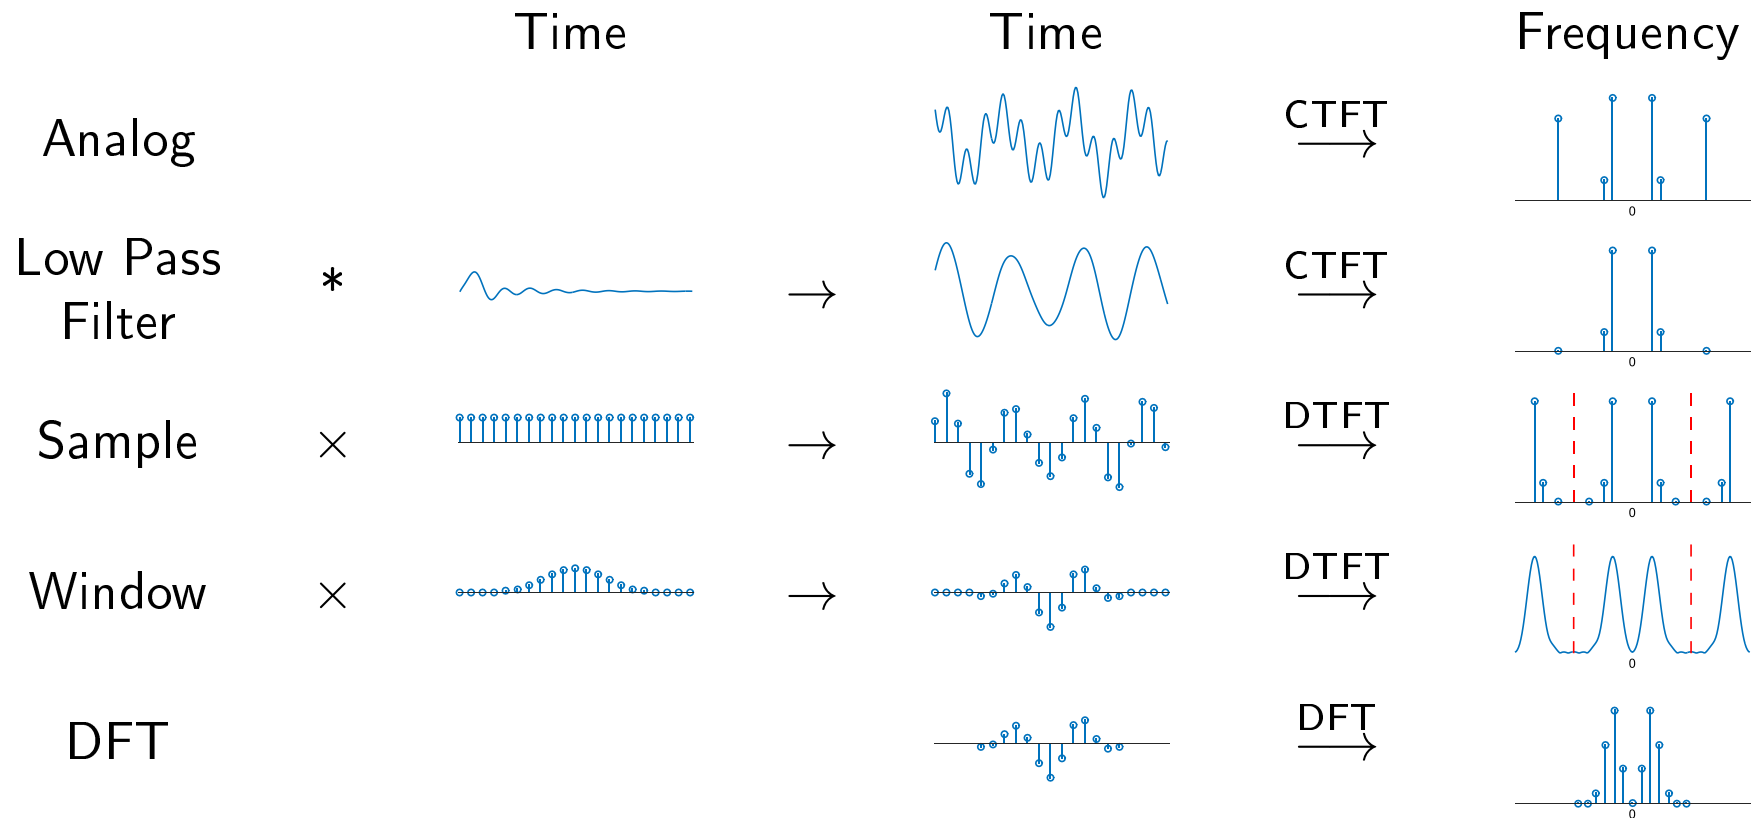 Time Time Frequency
Analog CTFT
0
Low Pass
Filter * → CTFT
0
Sample × → DTFT
0
Window × → DTFT
0
DFT DFT
0